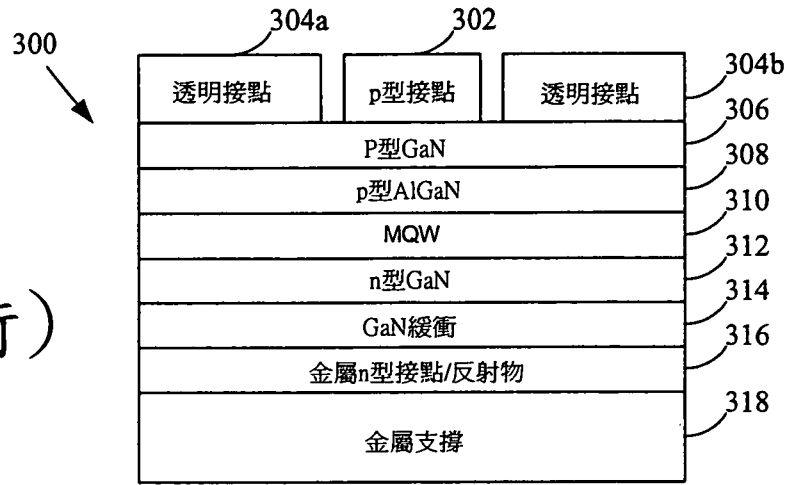 304a
302
300
304b
透明接點
p型接點
透明接點
306
P型GaN
308
p型AlGaN
310
MQW
312
n型GaN
314
GaN緩衝
316
金屬n型接點/反射物
318
金屬支撐
)